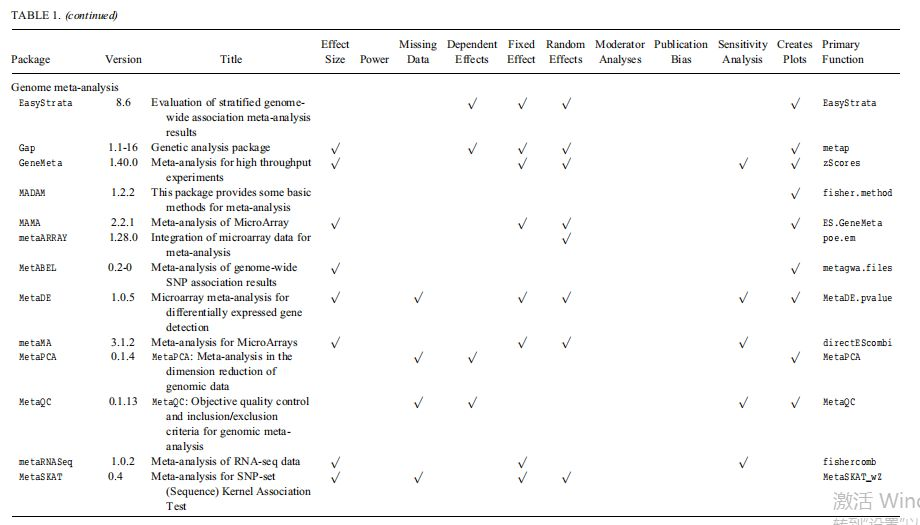 TABLE 1. (continued)
Effect Missing Dependent Fixed Random Moderator Publication Sensitivity Creates Primary
Package Version Title Size Power Data Effects Effect Effects Analyses Bias Analysis Plots Function
Genome meta-analysis
EasyStrata 8.6 Evaluation of stratified genome- √ √ √ √ EasyStrata
wide association meta-analysis
results
Gap 1.1-16 Genetic analysis package √ √ √ √ √ metap
GeneMeta 1.40.0 Meta-analysis for high throughput √ √ √ √ √ zScores
experiments
MADAM 1.2.2 This package provides some basic √ fisher.method
methods for meta-analysis
MAMA 2.2.1 Meta-analysis of MicroArray √ √ √ √ ES.GeneMeta
metaARRAY 1.28.0 Integration of microarray data for √ poe.em
meta-analysis
MetABEL 0.2-0 Meta-analysis of genome-wide √ √ metagwa.files
SNP association results
MetaDE 1.0.5 Microarray meta-analysis for √ √ √ √ √ √ MetaDE.pvalue
differentially expressed gene
detection
metaMA 3.1.2 Meta-analysis for MicroArrays √ √ √ √ directEScombi
MetaPCA 0.1.4 MetaPCA: Meta-analysis in the √ √ √ MetaPCA
dimension reduction of
genomic data
MetaQC 0.1.13 MetaQC: Objective quality control √ √ √ √ MetaQC
and inclusion/exclusion
criteria for genomic meta-
analysis
metaRNASeq 1.0.2 Meta-analysis of RNA-seq data √ √ √ fishercomb
MetaSKAT 0.4 Meta-analysis for SNP-set √ √ √ √ MetaSKAT_wZ
(Sequence) Kernel Association
Test
激活 Win